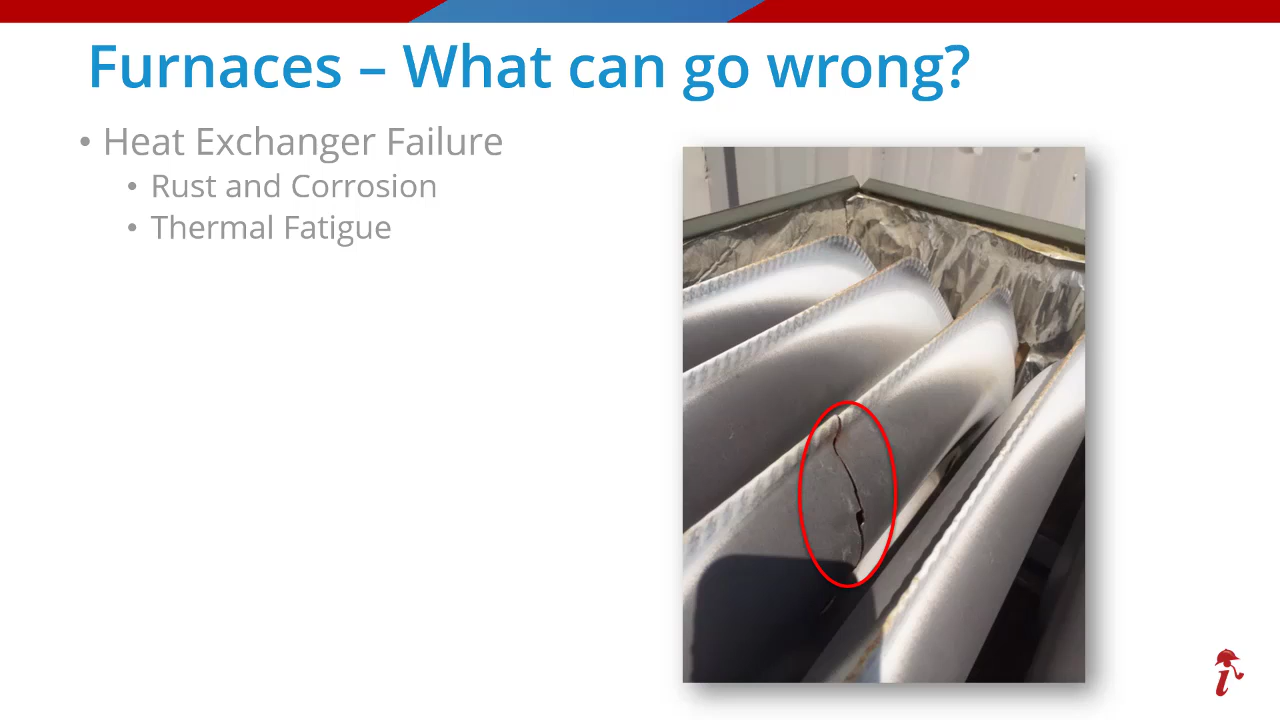 Furnaces – What can go wrong?
• Heat Exchanger Failure
• Rust and Corrosion
• Thermal Fatigue